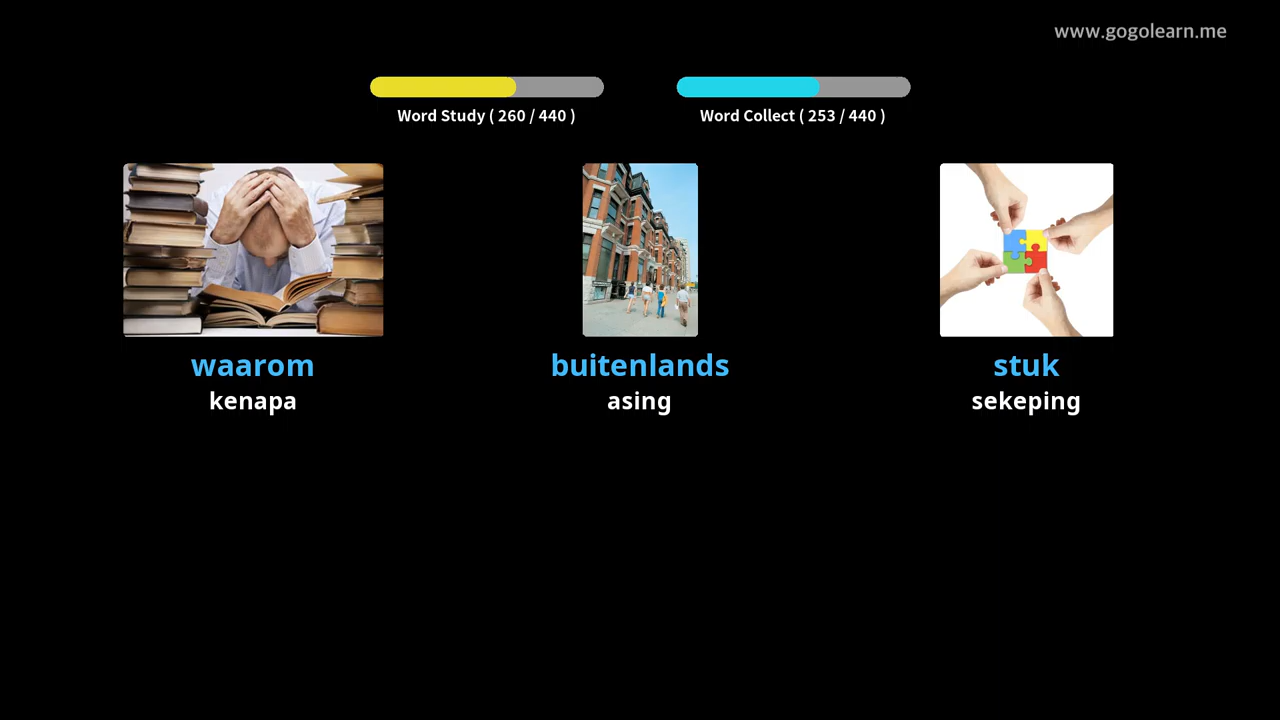 www.gogolearn.me
Word Study ( 260 / 440 )
Word Collect ( 253 / 440 )
waarom
kenapa
buitenlands
asing
stuk
sekeping